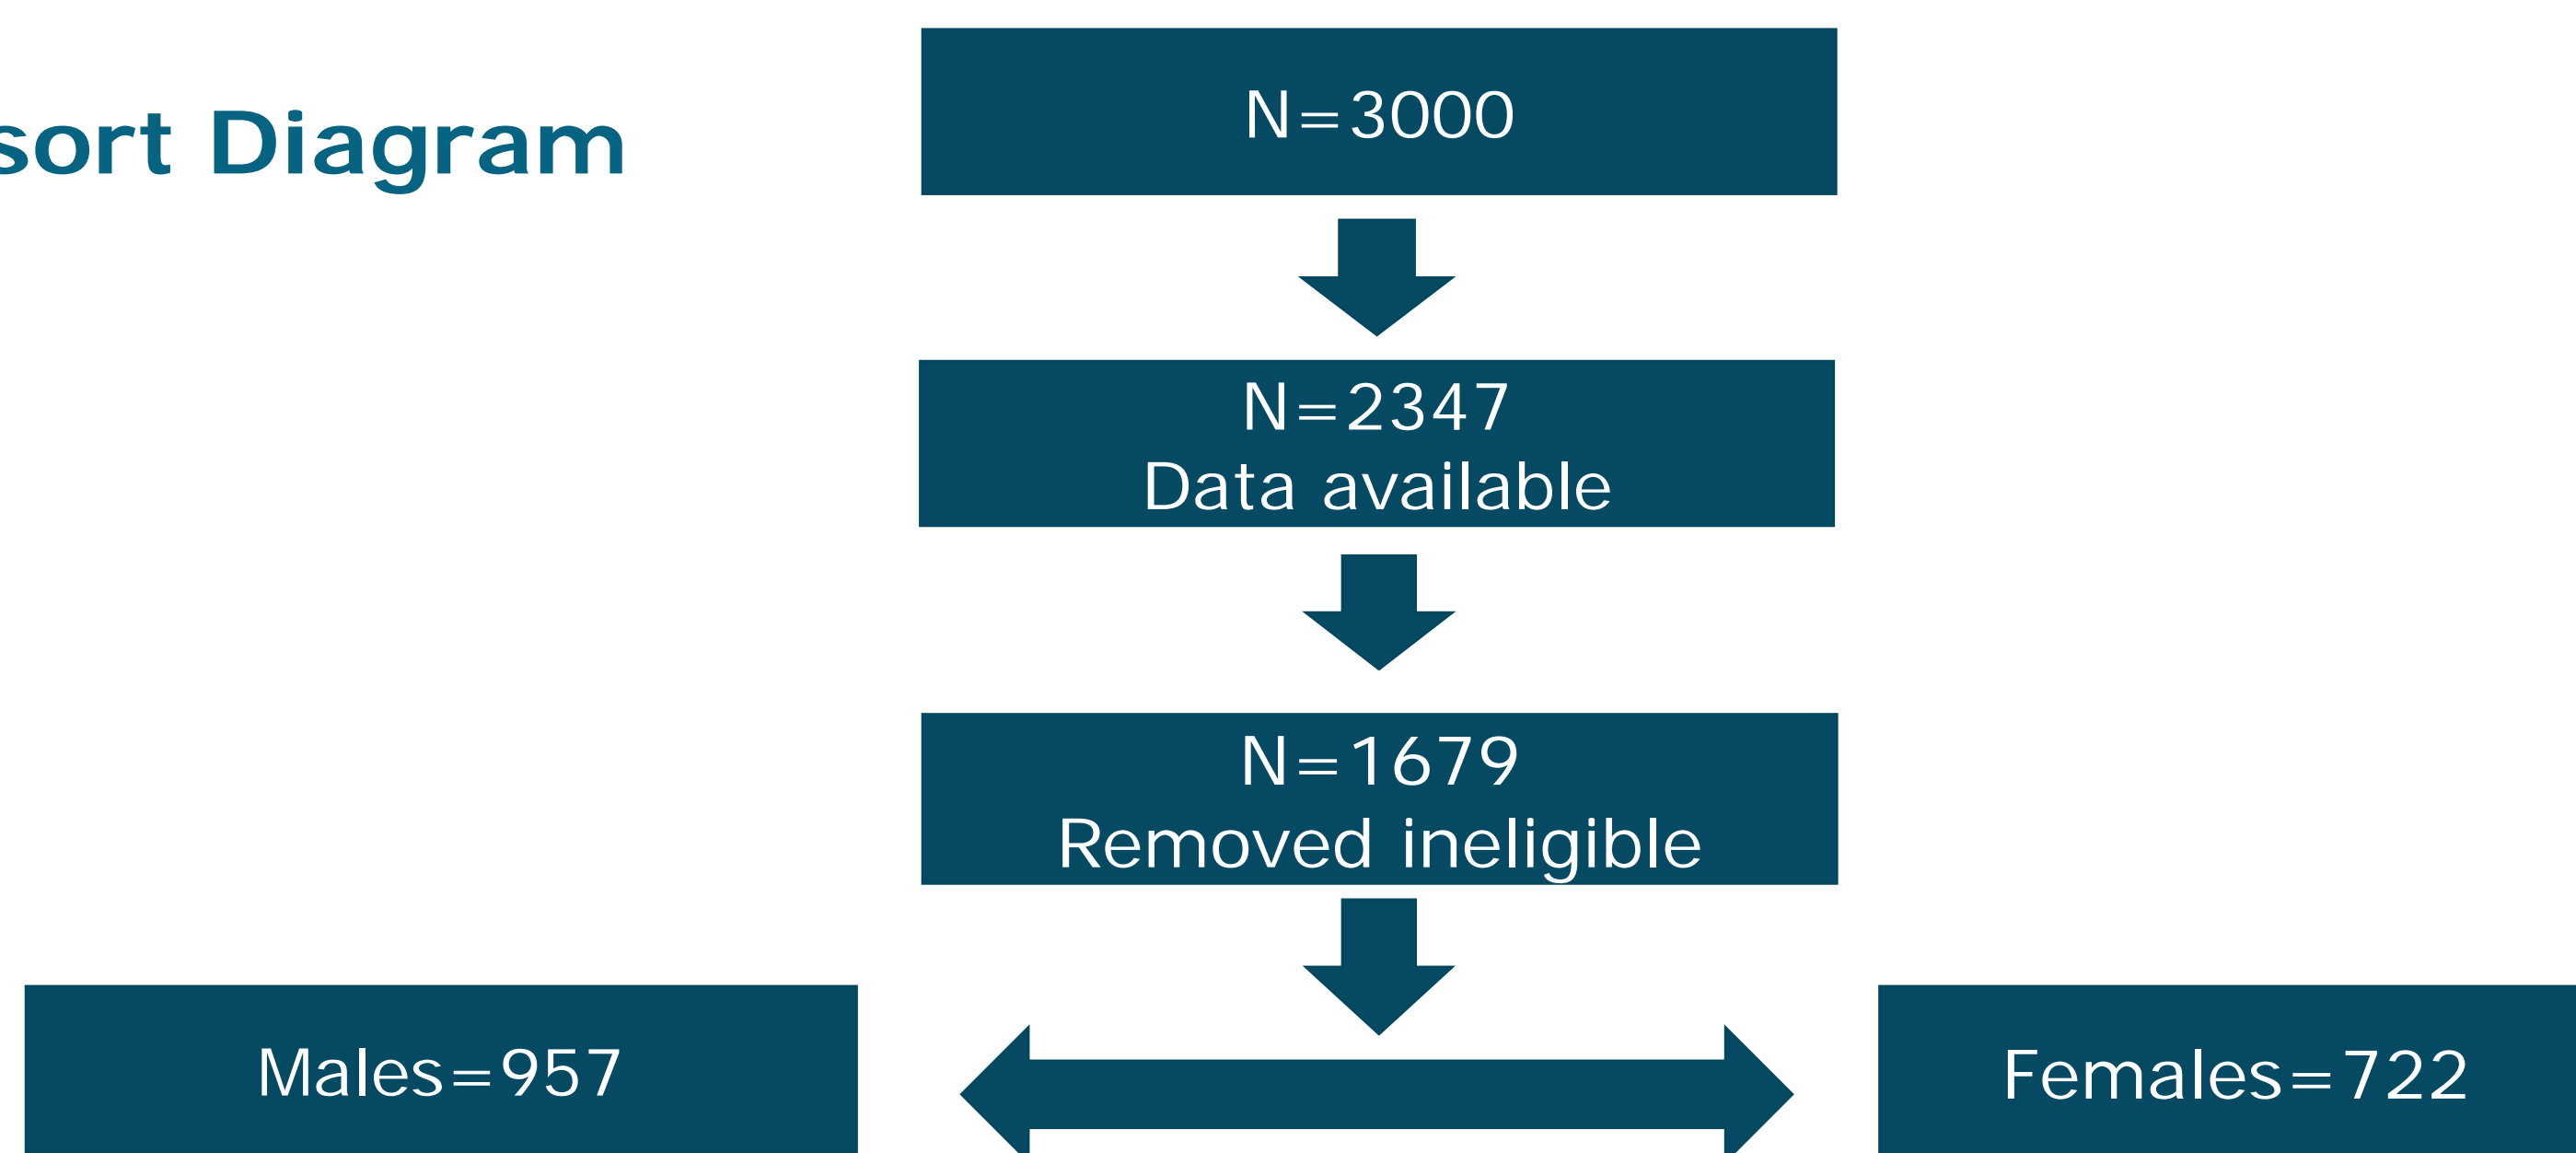 sort Diagram
N=3000
N=2347
Data available
N=1679
Removed ineligible
Males=957
Females=722